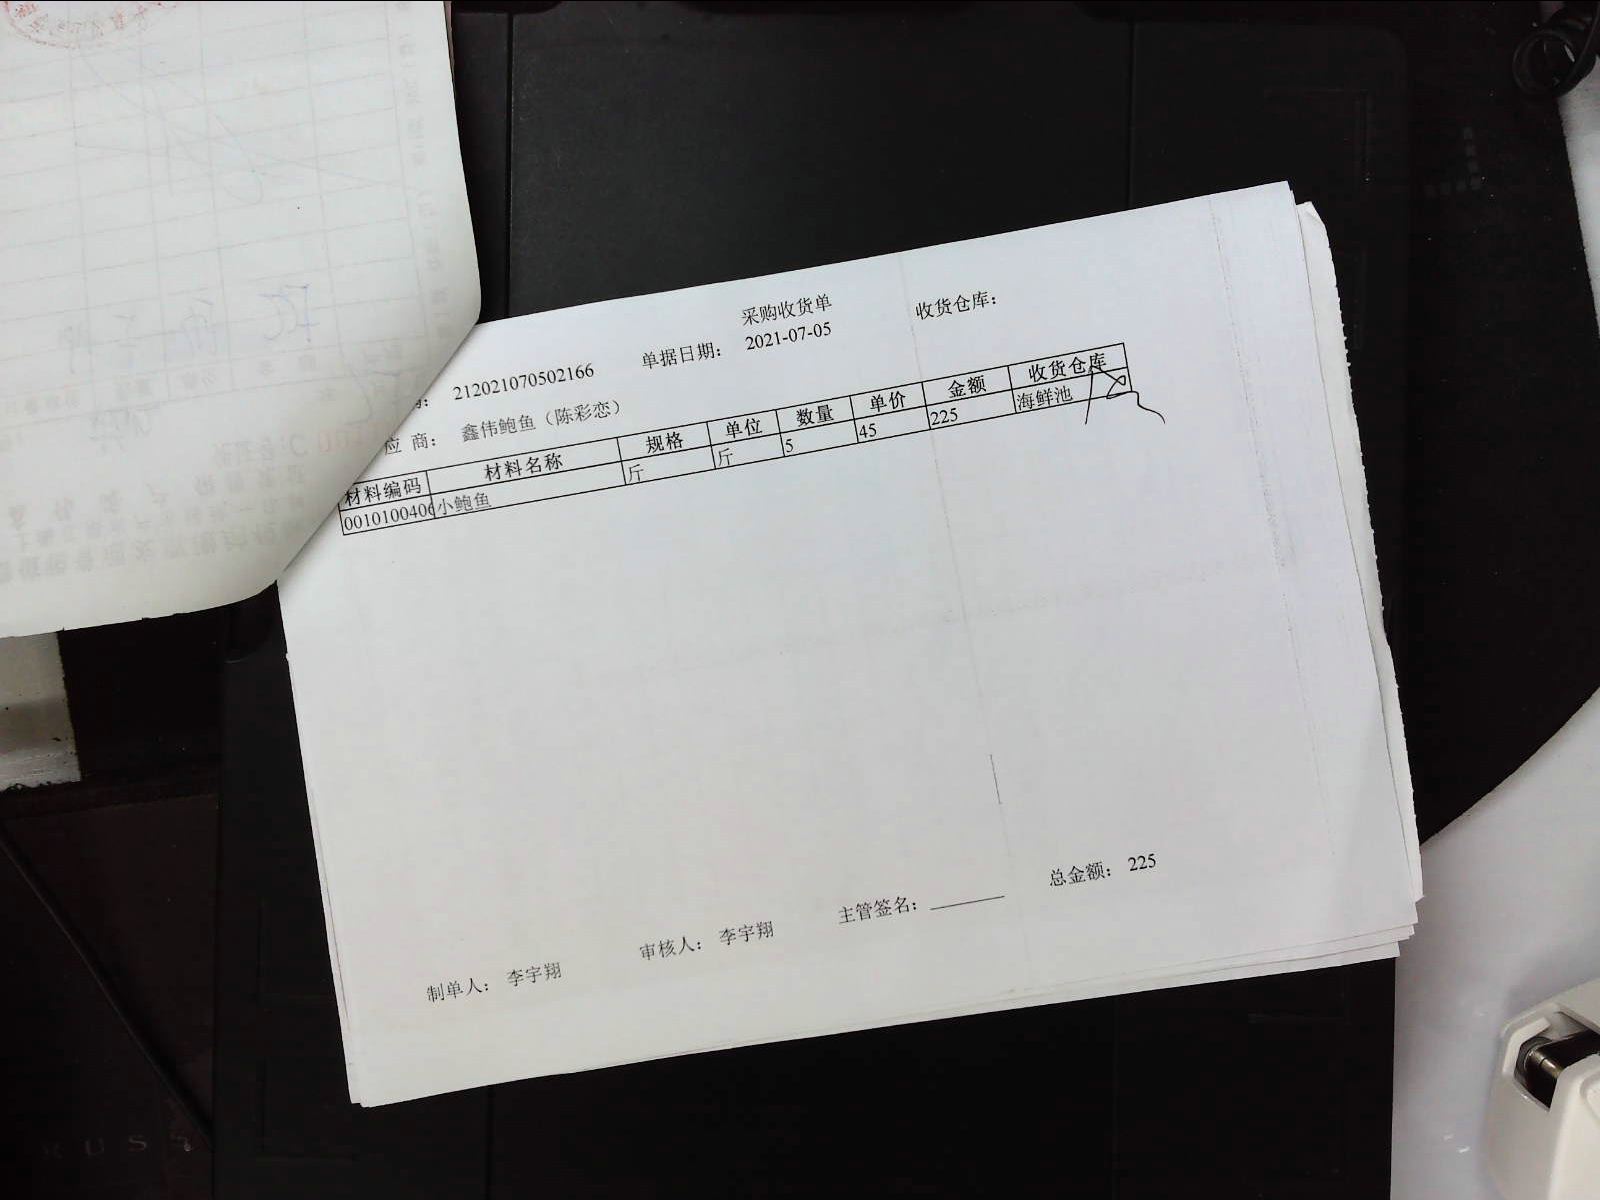 采购收货单
212021070502166 单据日期： 2021-07-05 收货仓库：
应 商： 鑫伟鲍鱼（陈彩恋）
材料编码 材料名称 规格 单位 数量 单价 金额 收货仓库
0010100406 小鲍鱼 斤 斤 5 45 225 海鲜池
总金额： 225
制单人： 李宇翔 审核人： 李宇翔 主管签名：